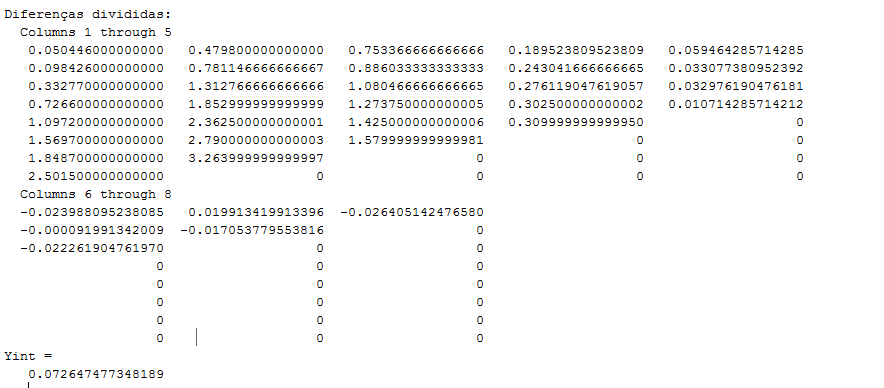 Diferenças divididas:
Columns 1 through 5
0.050446000000000 0.479800000000000 0.753366666666666 0.189523809523809 0.059464285714285
0.098426000000000 0.781146666666667 0.886033333333333 0.243041666666665 0.033077380952392
0.332770000000000 1.312766666666666 1.080466666666665 0.276119047619057 0.032976190476181
0.726600000000000 1.852999999999999 1.273750000000005 0.302500000000002 0.010714285714212
1.097200000000000 2.362500000000001 1.425000000000006 0.309999999999950 0
1.569700000000000 2.790000000000003 1.579999999999981 0 0
1.848700000000000 3.263999999999997 0 0 0
2.501500000000000 0 0 0 0
Columns 6 through 8
-0.023988095238085 0.019913419913396 -0.026405142476580
-0.000091991342009 -0.017053779553816 0
-0.022261904761970 0 0
0 0 0
0 0 0
0 0 0
0 0 0
0 0 0
Yint =
0.072647477348189